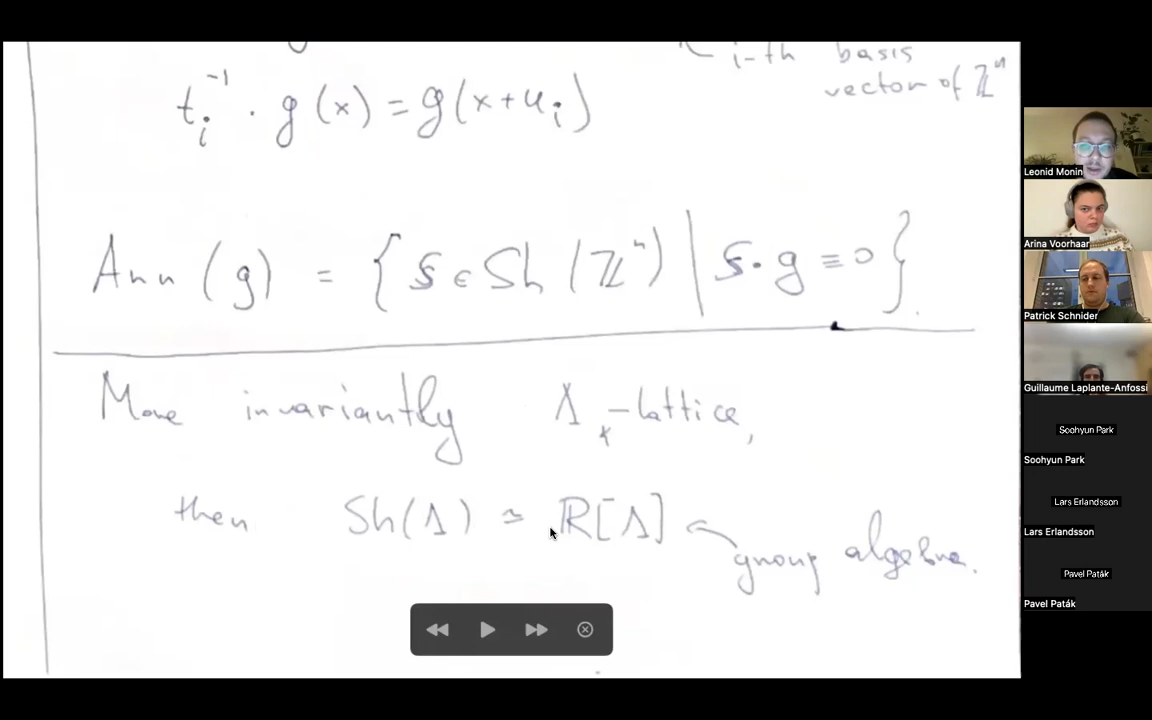 i-th basis
vector of ℤⁿ
tᵢ⁻¹ · g(x) = g(x+uᵢ)
Ann(g) = { s ∈ Sh(ℤⁿ) | s·g ≡ 0 }.
More invariantly Λ - lattice,
then Sh(Λ) ≃ ℝ[Λ]
group algebra.
Leonid Monin
Arina Voorhaar
Patrick Schnider
Guillaume Laplante-Anfossi
Soohyun Park
Soohyun Park
Lars Erlandsson
Lars Erlandsson
Pavel Paták
Pavel Paták